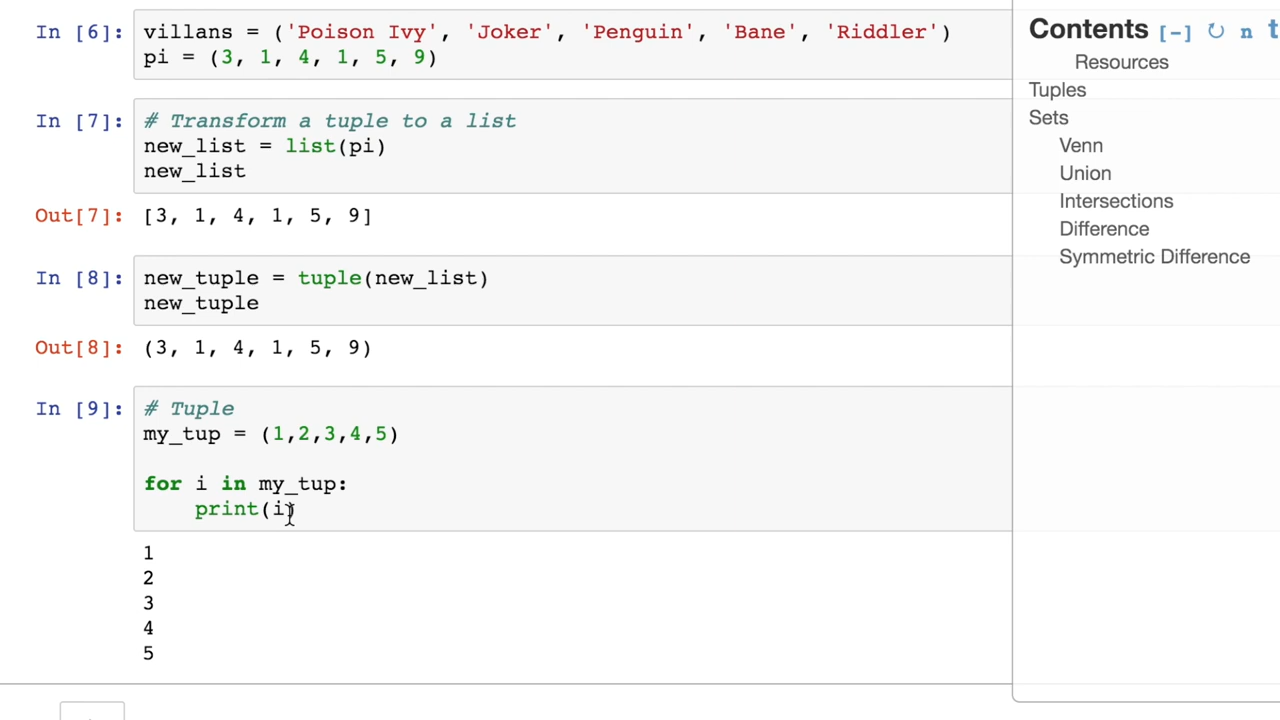 In [6]:
villans = ('Poison Ivy', 'Joker', 'Penguin', 'Bane', 'Riddler')
pi = (3, 1, 4, 1, 5, 9)
In [7]:
# Transform a tuple to a list
new_list = list(pi)
new_list
Out[7]: [3, 1, 4, 1, 5, 9]
In [8]:
new_tuple = tuple(new_list)
new_tuple
Out[8]: (3, 1, 4, 1, 5, 9)
In [9]:
# Tuple
my_tup = (1,2,3,4,5)
for i in my_tup:
    print(i)
1
2
3
4
5
Contents [-] ↻ n t
Resources
Tuples
Sets
Venn
Union
Intersections
Difference
Symmetric Difference